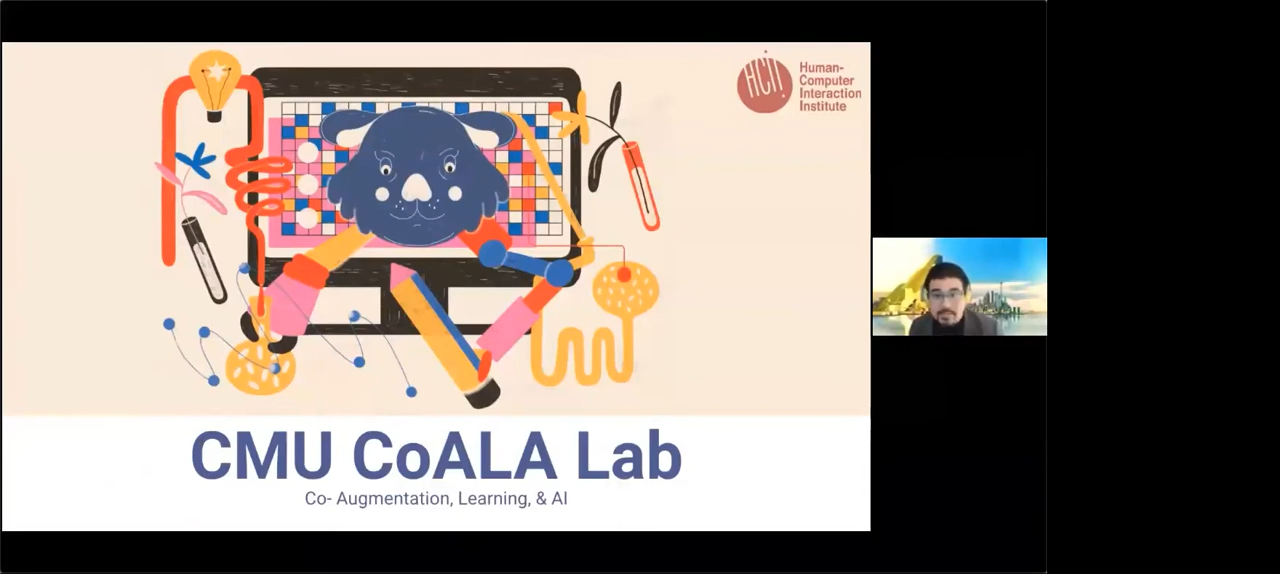 HCII
Human-
Computer
Interaction
Institute
CMU CoALA Lab
Co- Augmentation, Learning, & AI